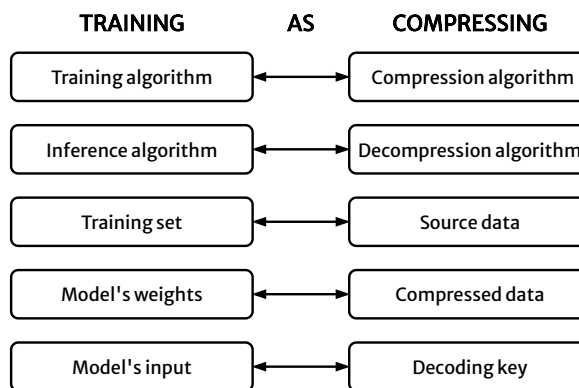 TRAINING AS COMPRESSING
Training algorithm Compression algorithm
Inference algorithm Decompression algorithm
Training set Source data
Model's weights Compressed data
Model's input Decoding key